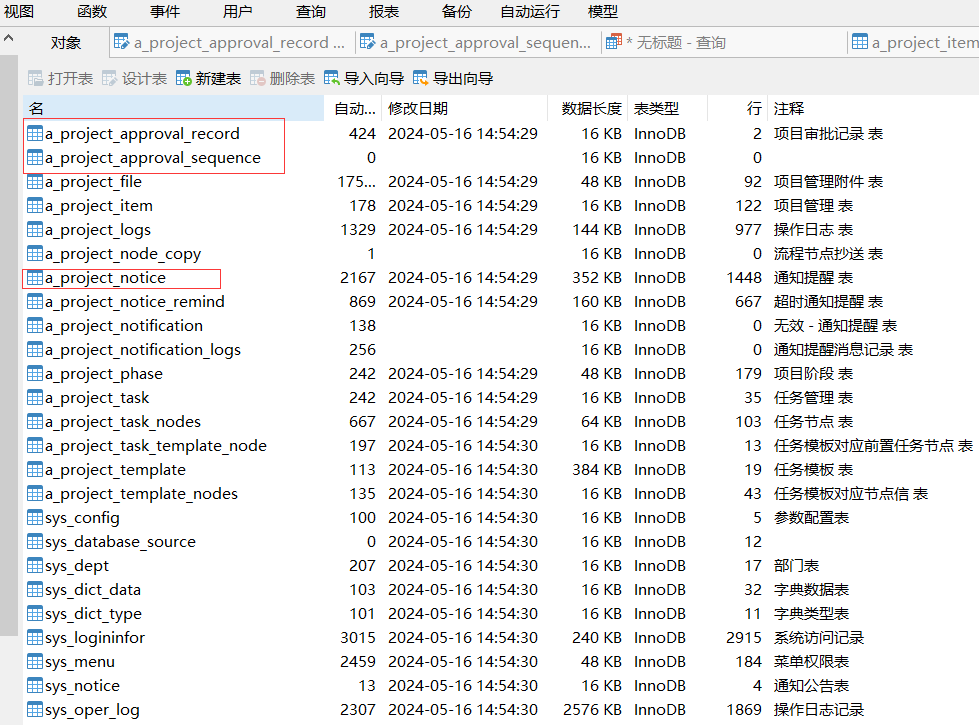 视图 函数 事件 用户 查询 报表 备份 自动运行 模型
对象 a_project_approval_record ... a_project_approval_sequen... * 无标题 - 查询 a_project_item
打开表 设计表 新建表 删除表 导入向导 导出向导
名 自动... 修改日期 数据长度 表类型 行 注释
a_project_approval_record 424 2024-05-16 14:54:29 16 KB InnoDB 2 项目审批记录 表
a_project_approval_sequence 0 16 KB InnoDB 0
a_project_file 175... 2024-05-16 14:54:29 48 KB InnoDB 92 项目管理附件 表
a_project_item 178 2024-05-16 14:54:29 16 KB InnoDB 122 项目管理 表
a_project_logs 1329 2024-05-16 14:54:29 144 KB InnoDB 977 操作日志 表
a_project_node_copy 1 16 KB InnoDB 0 流程节点抄送 表
a_project_notice 2167 2024-05-16 14:54:29 352 KB InnoDB 1448 通知提醒 表
a_project_notice_remind 869 2024-05-16 14:54:29 160 KB InnoDB 667 超时通知提醒 表
a_project_notification 138 16 KB InnoDB 0 无效 - 通知提醒 表
a_project_notification_logs 256 16 KB InnoDB 0 通知提醒消息记录 表
a_project_phase 242 2024-05-16 14:54:29 48 KB InnoDB 179 项目阶段 表
a_project_task 242 2024-05-16 14:54:29 16 KB InnoDB 35 任务管理 表
a_project_task_nodes 667 2024-05-16 14:54:29 64 KB InnoDB 103 任务节点 表
a_project_task_template_node 197 2024-05-16 14:54:30 16 KB InnoDB 13 任务模板对应前置任务节点 表
a_project_template 113 2024-05-16 14:54:30 384 KB InnoDB 19 任务模板 表
a_project_template_nodes 135 2024-05-16 14:54:30 16 KB InnoDB 43 任务模板对应节点信 表
sys_config 100 2024-05-16 14:54:30 16 KB InnoDB 5 参数配置表
sys_database_source 0 2024-05-16 14:54:30 16 KB InnoDB 12
sys_dept 207 2024-05-16 14:54:30 16 KB InnoDB 17 部门表
sys_dict_data 103 2024-05-16 14:54:30 16 KB InnoDB 32 字典数据表
sys_dict_type 101 2024-05-16 14:54:30 16 KB InnoDB 11 字典类型表
sys_logininfor 3015 2024-05-16 14:54:30 240 KB InnoDB 2915 系统访问记录
sys_menu 2459 2024-05-16 14:54:30 48 KB InnoDB 184 菜单权限表
sys_notice 13 2024-05-16 14:54:30 16 KB InnoDB 4 通知公告表
sys_oper_log 2307 2024-05-16 14:54:30 2576 KB InnoDB 1869 操作日志记录